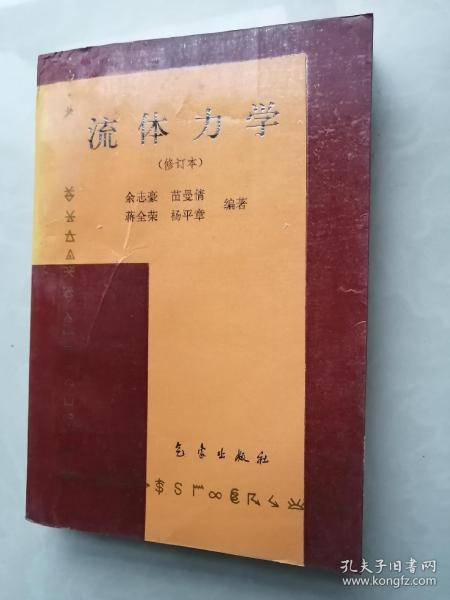 流体力学
(修订本)
余志豪 苗曼倩
蒋全荣 杨平章 编著
气象出版社
孔夫子旧书网
www.kongfz.com